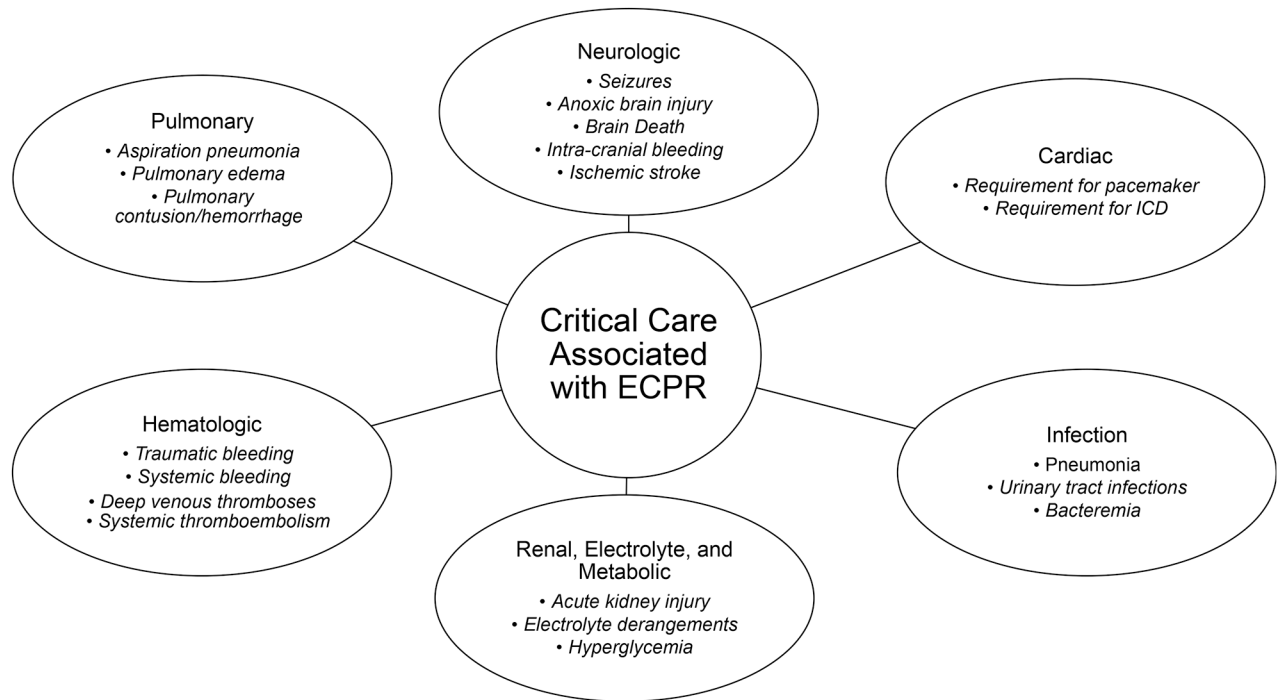 Neurologic
• Seizures
• Anoxic brain injury
• Brain Death
• Intra-cranial bleeding
• Ischemic stroke
Pulmonary
• Aspiration pneumonia
• Pulmonary edema
• Pulmonary
contusion/hemorrhage
Cardiac
• Requirement for pacemaker
• Requirement for ICD
Critical Care
Associated
with ECPR
Hematologic
• Traumatic bleeding
• Systemic bleeding
• Deep venous thromboses
• Systemic thromboembolism
Infection
• Pneumonia
• Urinary tract infections
• Bacteremia
Renal, Electrolyte, and
Metabolic
• Acute kidney injury
• Electrolyte derangements
• Hyperglycemia